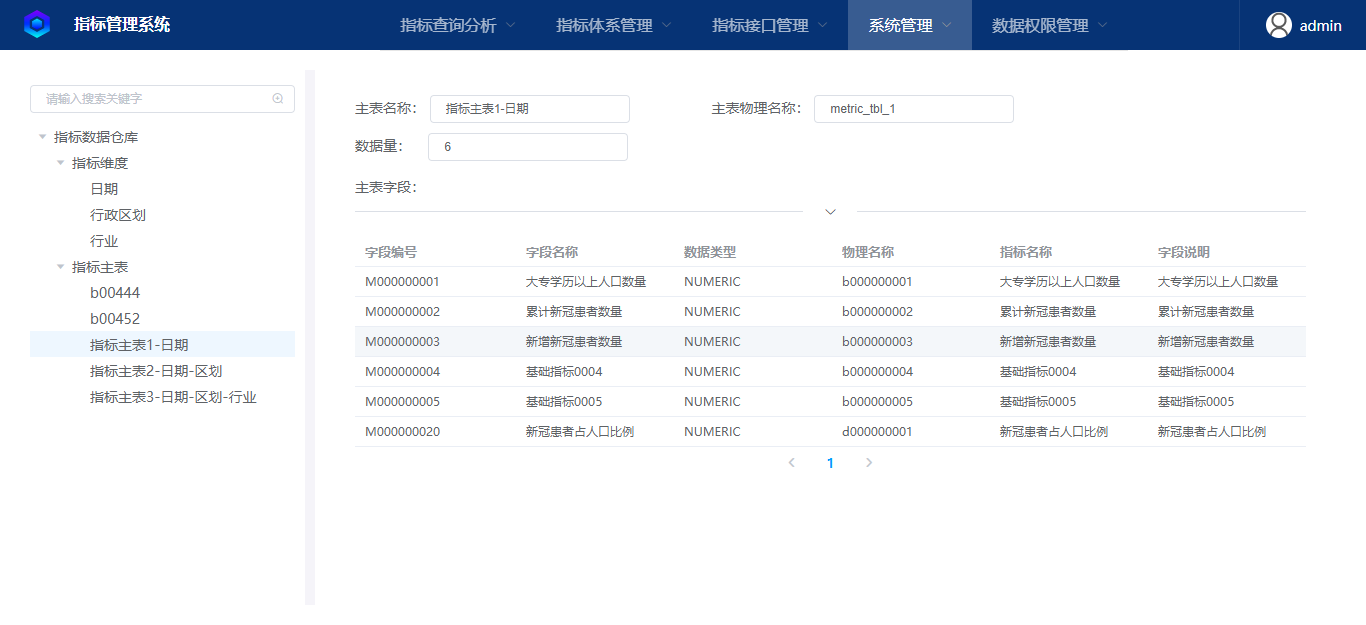 指标管理系统 指标查询分析 指标体系管理 指标接口管理 系统管理 数据权限管理 admin
请输入搜索关键字
指标数据仓库
指标维度
日期
行政区划
行业
指标主表
b00444
b00452
指标主表1-日期
指标主表2-日期-区划
指标主表3-日期-区划-行业
主表名称： 指标主表1-日期 主表物理名称： metric_tbl_1
数据量： 6
主表字段：
字段编号 字段名称 数据类型 物理名称 指标名称 字段说明
M000000001 大专学历以上人口数量 NUMERIC b000000001 大专学历以上人口数量 大专学历以上人口数量
M000000002 累计新冠患者数量 NUMERIC b000000002 累计新冠患者数量 累计新冠患者数量
M000000003 新增新冠患者数量 NUMERIC b000000003 新增新冠患者数量 新增新冠患者数量
M000000004 基础指标0004 NUMERIC b000000004 基础指标0004 基础指标0004
M000000005 基础指标0005 NUMERIC b000000005 基础指标0005 基础指标0005
M000000020 新冠患者占人口比例 NUMERIC d000000001 新冠患者占人口比例 新冠患者占人口比例
1